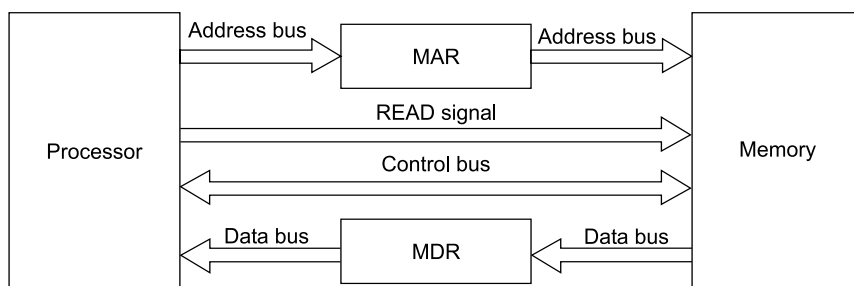 Address bus
MAR
Address bus
READ signal
Processor
Control bus
Memory
Data bus
MDR
Data bus